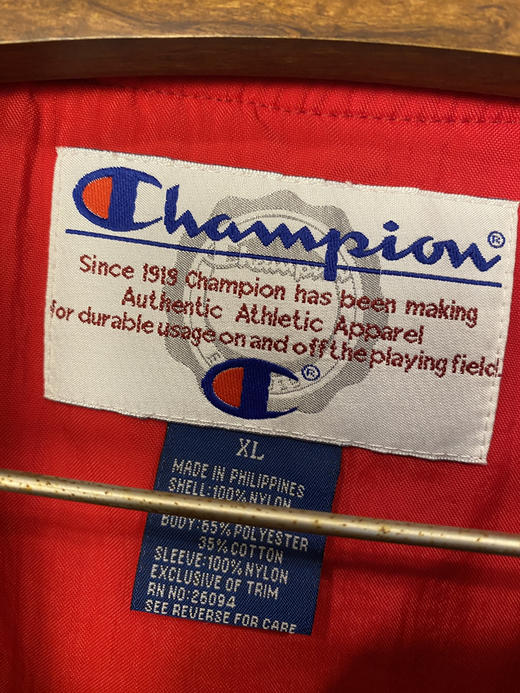 Champion®
Since 1919 Champion has been making
Authentic Athletic Apparel
for durable usage on and off the playing field.
®
XL
MADE IN PHILIPPINES
SHELL:100% NYLON
BODY:65% POLYESTER
35% COTTON
SLEEVE:100% NYLON
EXCLUSIVE OF TRIM
RN NO:26094
SEE REVERSE FOR CARE